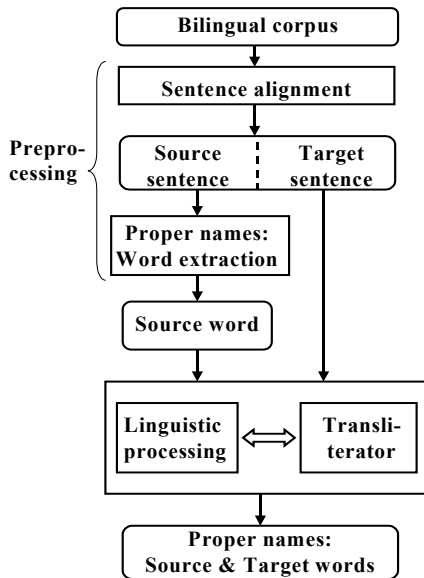 Bilingual corpus
Sentence alignment
Prepro-
cessing
Source
sentence
Target
sentence
Proper names:
Word extraction
Source word
Linguistic
processing
Transli-
terator
Proper names:
Source & Target words